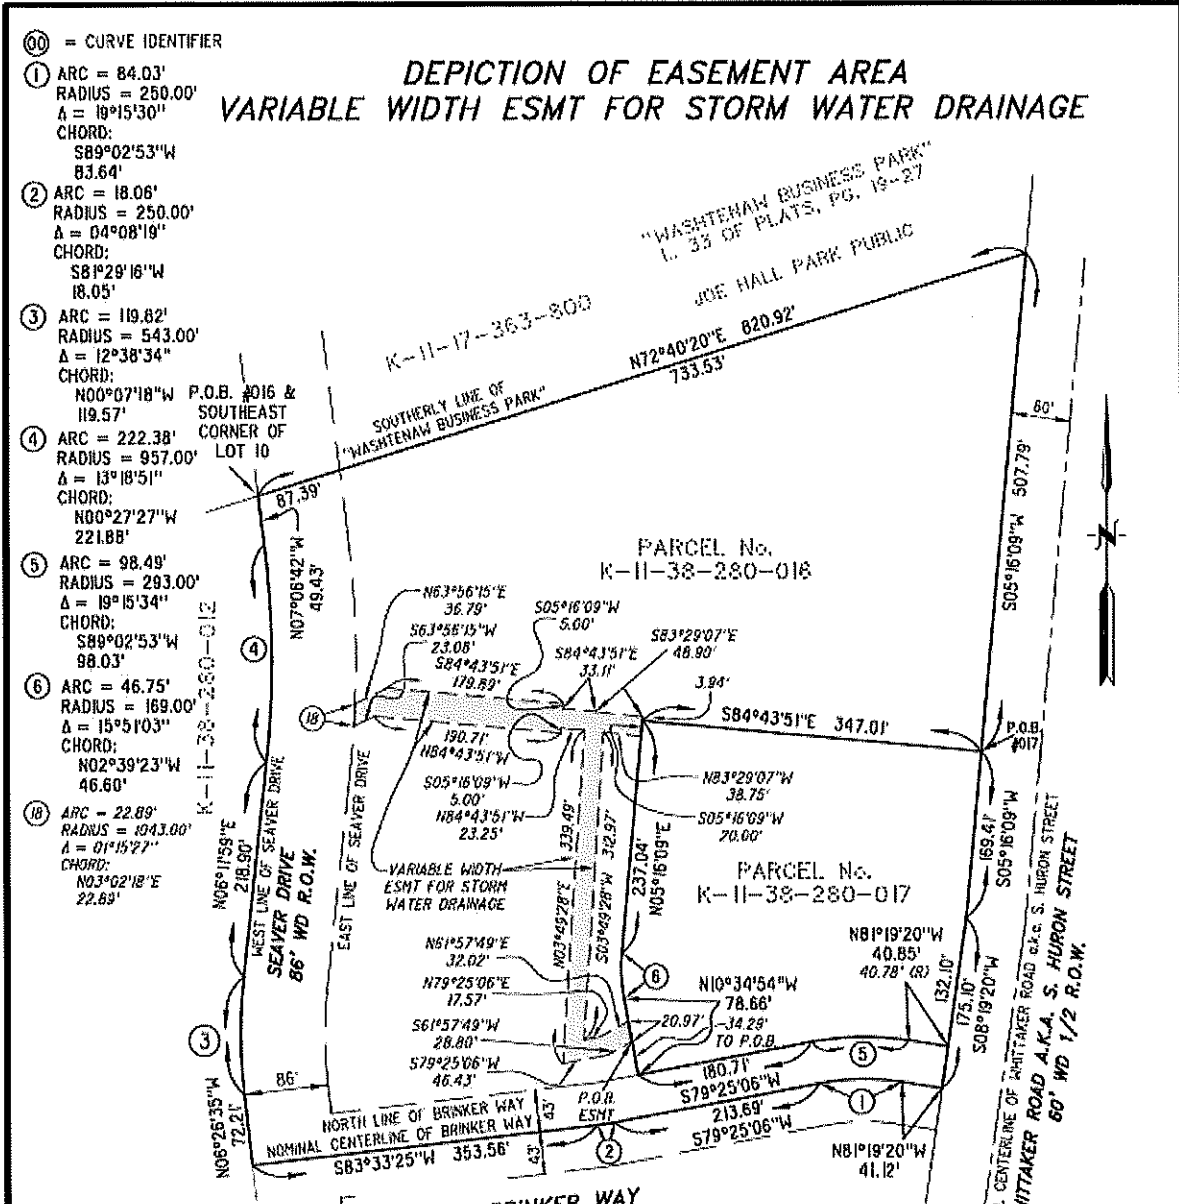 00 = CURVE IDENTIFIER
DEPICTION OF EASEMENT AREA
VARIABLE WIDTH ESMT FOR STORM WATER DRAINAGE
1 ARC = 84.03'
RADIUS = 250.00'
Δ = 19°15'30"
CHORD:
S89°02'53"W
83.64'
2 ARC = 18.06'
RADIUS = 250.00'
Δ = 04°08'19"
CHORD:
S81°29'16"W
18.05'
3 ARC = 119.82'
RADIUS = 543.00'
Δ = 12°38'34"
CHORD:
N00°07'18"W
119.57'
4 ARC = 222.38'
RADIUS = 957.00'
Δ = 13°18'51"
CHORD:
N00°27'27"W
221.88'
5 ARC = 98.49'
RADIUS = 293.00'
Δ = 19°15'34"
CHORD:
S89°02'53"W
98.03'
6 ARC = 46.75'
RADIUS = 169.00'
Δ = 15°51'03"
CHORD:
N02°39'23"W
46.60'
18 ARC = 22.89'
RADIUS = 1043.00'
Δ = 01°15'27"
CHORD:
N03°02'18"E
22.89'
"WASHTENAW BUSINESS PARK"
L. 33 OF PLATS, PG. 19-27
JOE HALL PARK PUBLIC
K-11-17-363-800
N72°40'20"E 820.92'
733.53'
SOUTHERLY LINE OF
"WASHTENAW BUSINESS PARK"
P.O.B. #016 &
SOUTHEAST
CORNER OF
LOT 10
87.39'
N07°06'42"W
49.43'
60'
S05°16'09"W 507.79'
N
PARCEL No.
K-11-38-280-016
N63°56'15"E
36.79'
S63°56'15"W
23.08'
S84°43'51"E
179.89'
S05°16'09"W
5.00'
S84°43'51"E
33.11'
S83°29'07"E
48.90'
3.94'
S84°43'51"E 347.01'
P.O.B.
#017
4
18
K-11-38-280-012
190.71'
N84°43'51"W
S05°16'09"W
5.00'
N84°43'51"W
23.25'
N83°29'07"W
38.75'
S05°16'09"W
20.00'
VARIABLE WIDTH
ESMT FOR STORM
WATER DRAINAGE
339.49'
N03°49'28"E
312.97'
S03°49'28"W
237.04'
N05°16'09"E
PARCEL No.
K-11-38-280-017
169.41'
S05°16'09"W
N06°11'59"E
218.90'
WEST LINE OF SEAVER DRIVE
SEAVER DRIVE
86' WD R.O.W.
EAST LINE OF SEAVER DRIVE
N61°57'49"E
32.02'
N79°25'06"E
17.57'
S61°57'49"W
28.80'
S79°25'06"W
46.43'
6
N10°34'54"W
78.66'
20.97'
34.29'
TO P.O.B.
N81°19'20"W
40.85'
40.78' (R)
132.10'
175.10'
S08°19'20"W
CENTERLINE OF WHITTAKER ROAD a.k.a. S. HURON STREET
WHITTAKER ROAD A.K.A. S. HURON STREET
60' WD 1/2 R.O.W.
3
86'
N06°26'35"W
72.21'
NORTH LINE OF BRINKER WAY
NOMINAL CENTERLINE OF BRINKER WAY
S83°33'25"W 353.56'
43'
43'
P.O.B.
ESMT
180.71'
S79°25'06"W
213.69'
S79°25'06"W
5
1
2
N81°19'20"W
41.12'
BRINKER WAY